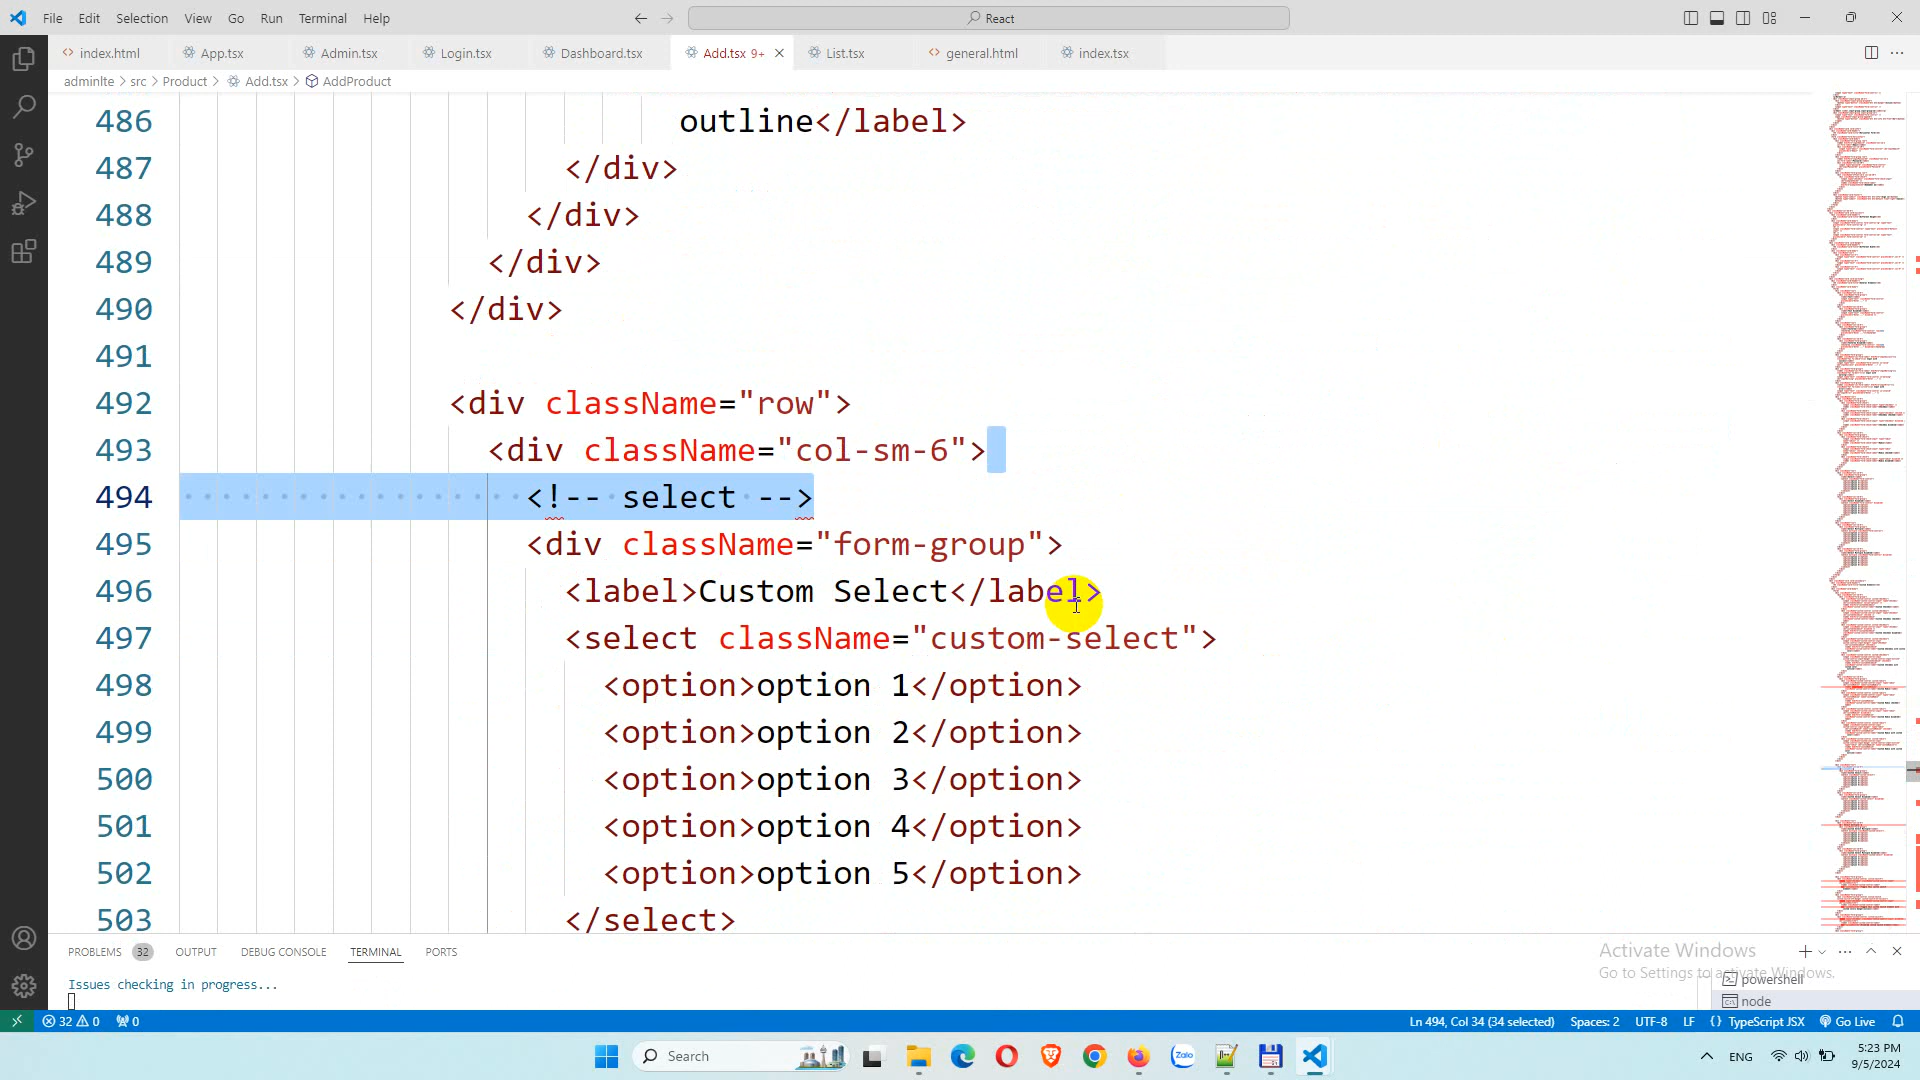 File Edit Selection View Go Run Terminal Help
React
index.html App.tsx Admin.tsx Login.tsx Dashboard.tsx Add.tsx 9+ List.tsx general.html index.tsx
adminlte > src > Product > Add.tsx > AddProduct
486 outline</label>
487 </div>
488 </div>
489 </div>
490 </div>
491
492 <div className="row">
493 <div className="col-sm-6">
494 <!-- select -->
495 <div className="form-group">
496 <label>Custom Select</label>
497 <select className="custom-select">
498 <option>option 1</option>
499 <option>option 2</option>
500 <option>option 3</option>
501 <option>option 4</option>
502 <option>option 5</option>
503 </select>
PROBLEMS 32 OUTPUT DEBUG CONSOLE TERMINAL PORTS
Issues checking in progress...
Activate Windows
Go to Settings to activate Windows.
powershell
node
32 0 0
Ln 494, Col 34 (34 selected) Spaces: 2 UTF-8 LF {} TypeScript JSX Go Live
Search
Zalo
ENG
5:23 PM
9/5/2024